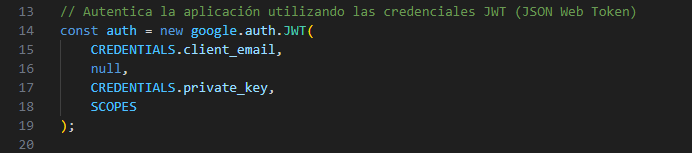 13 // Autentica la aplicación utilizando las credenciales JWT (JSON Web Token)
14 const auth = new google.auth.JWT(
15     CREDENTIALS.client_email,
16     null,
17     CREDENTIALS.private_key,
18     SCOPES
19 );
20